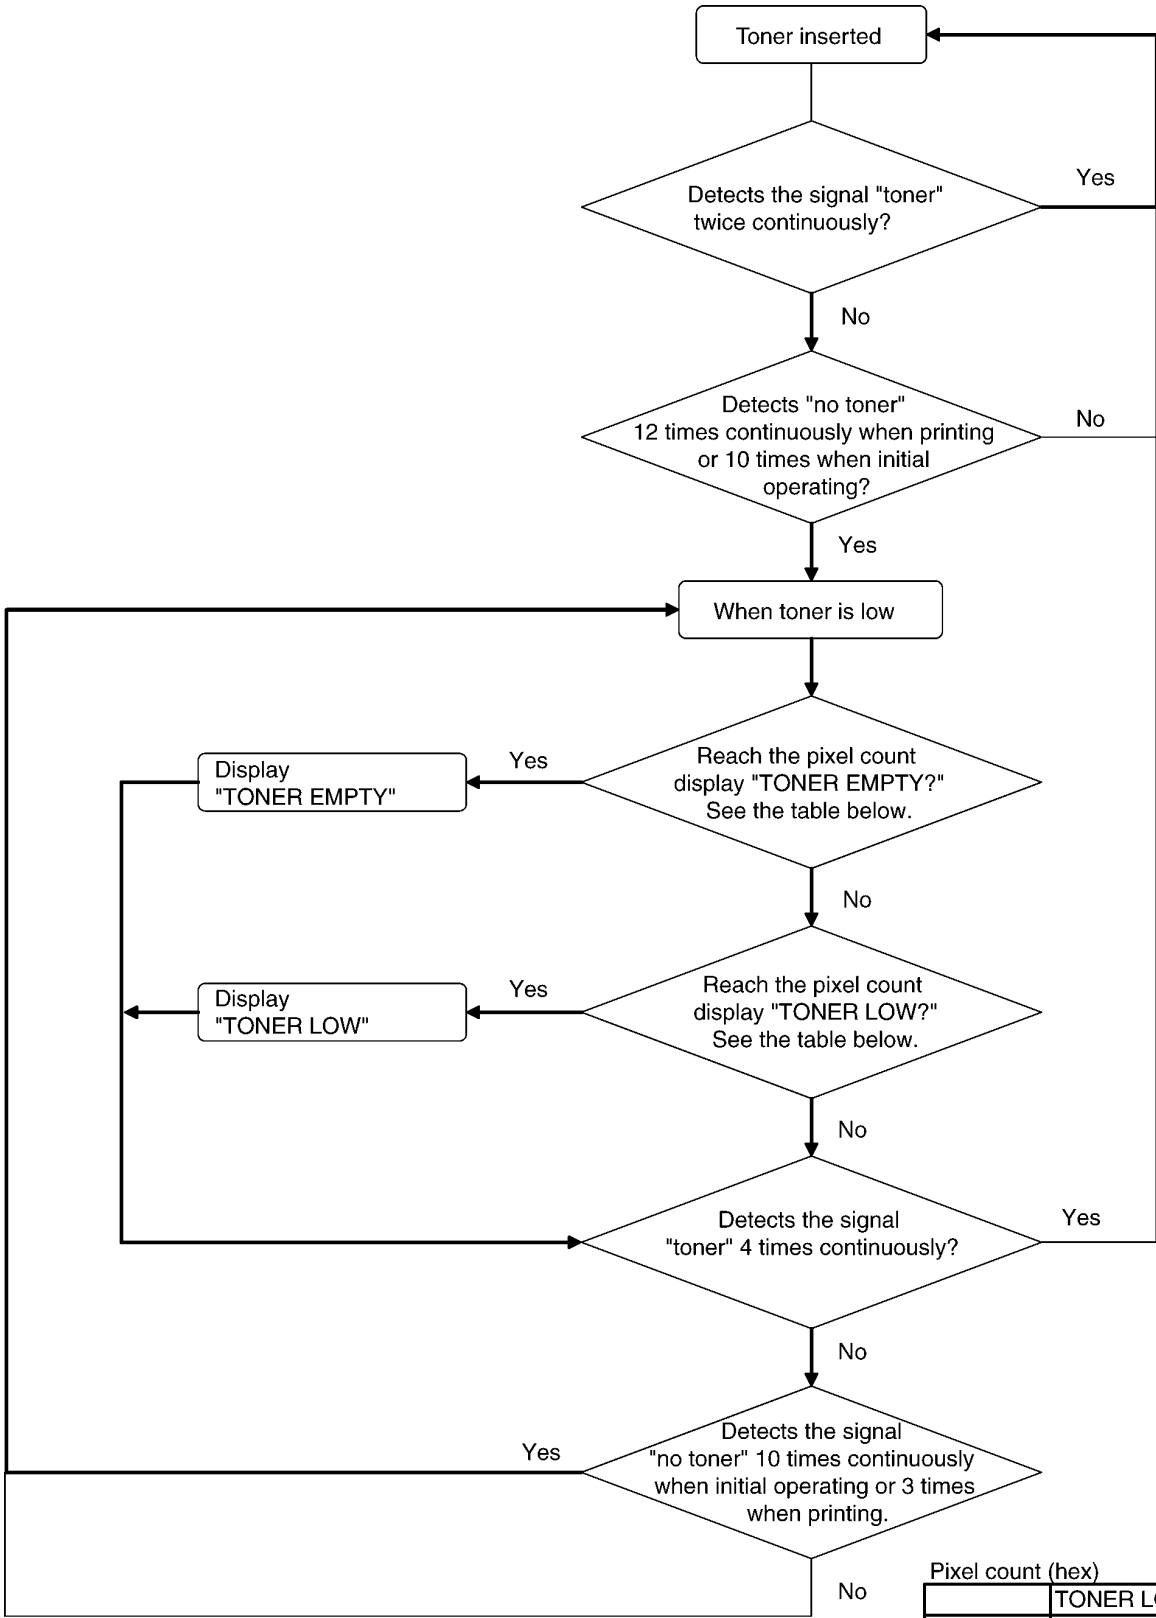 Toner inserted
Detects the signal "toner"
twice continuously?
Yes
No
Detects "no toner"
12 times continuously when printing
or 10 times when initial
operating?
No
Yes
When toner is low
Reach the pixel count
display "TONER EMPTY?"
See the table below.
Yes
Display
"TONER EMPTY"
No
Reach the pixel count
display "TONER LOW?"
See the table below.
Yes
Display
"TONER LOW"
No
Detects the signal
"toner" 4 times continuously?
Yes
No
Detects the signal
"no toner" 10 times continuously
when initial operating or 3 times
when printing.
Yes
No
Pixel count (hex)
TONER